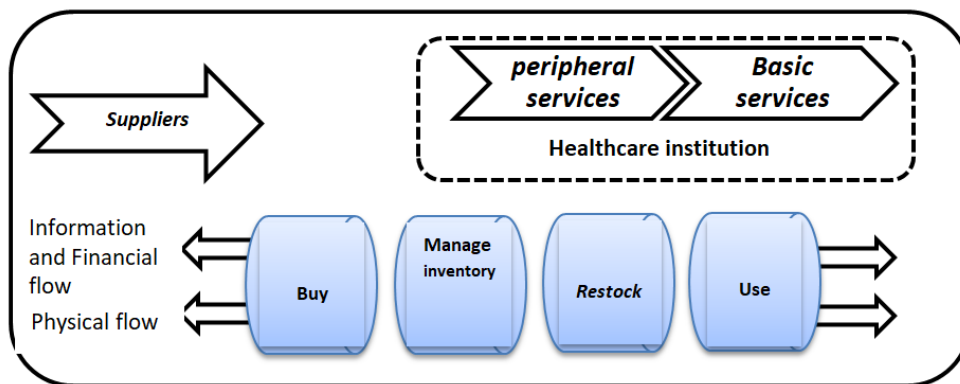 peripheral
services
Basic
services
Suppliers
Healthcare institution
Information
and Financial
flow
Physical flow
Buy
Manage
inventory
Restock
Use